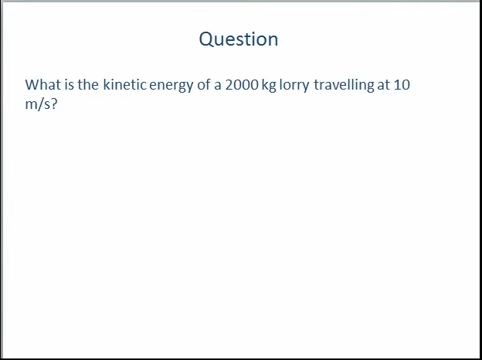 Question
What is the kinetic energy of a 2000 kg lorry travelling at 10
m/s?